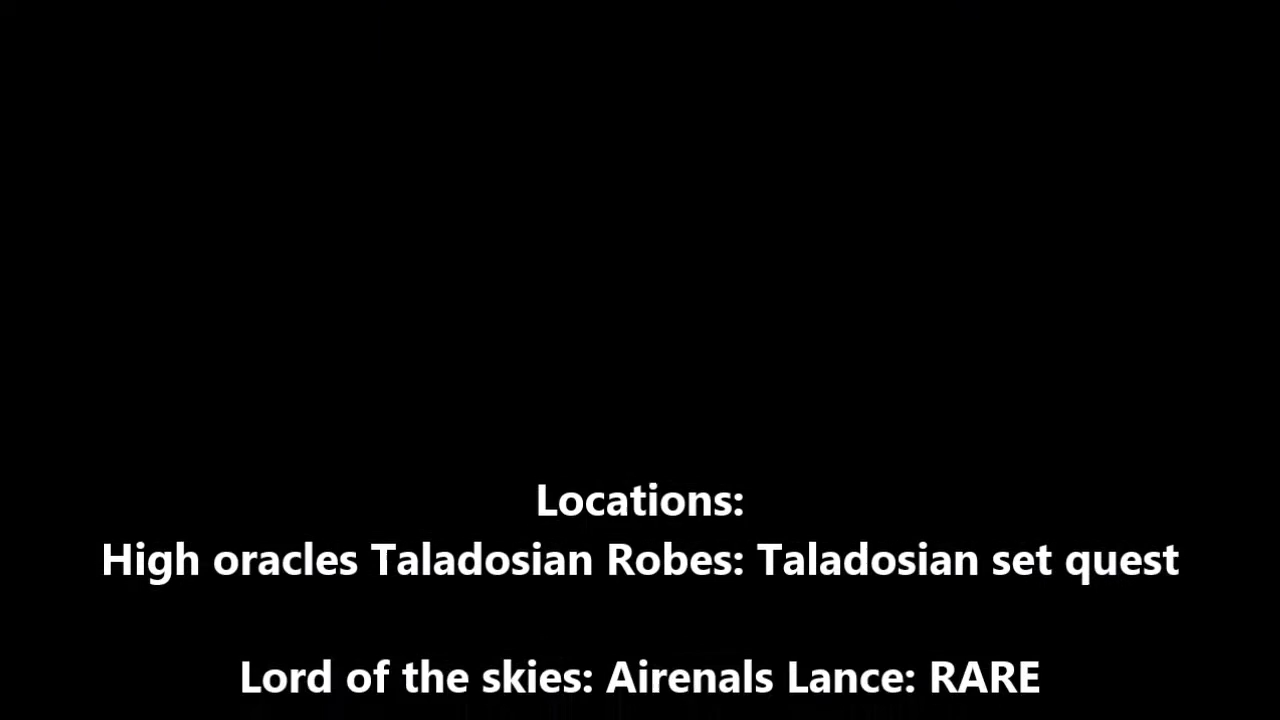 Locations:
High oracles Taladosian Robes: Taladosian set quest
Lord of the skies: Airenals Lance: RARE